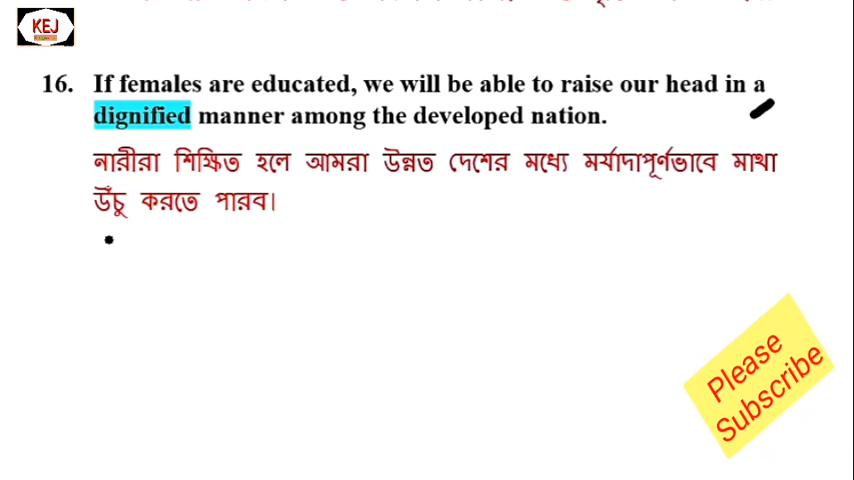 KEJ
16. If females are educated, we will be able to raise our head in a
dignified manner among the developed nation.
নারীরা শিক্ষিত হলে আমরা উন্নত দেশের মধ্যে মর্যাদাপূর্ণভাবে মাথা
উঁচু করতে পারব।
Please
Subscribe